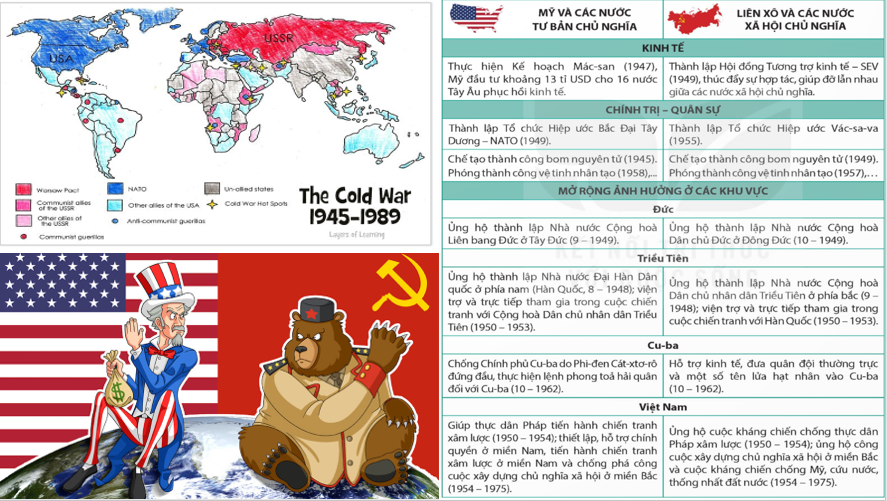 USA
USSR
Warsaw Pact
Communist allies
of the USSR
Other allies of the
USSR
Communist guerillas
NATO
Other allies of the USA
Anti-communist guerillas
Un-allied states
Cold War Hot Spots
The Cold War
1945-1989
Layers of Learning
$
MỸ VÀ CÁC NƯỚC
TƯ BẢN CHỦ NGHĨA
LIÊN XÔ VÀ CÁC NƯỚC
XÃ HỘI CHỦ NGHĨA
KINH TẾ
Thực hiện Kế hoạch Mác-san (1947),
Mỹ đầu tư khoảng 13 tỉ USD cho 16 nước
Tây Âu phục hồi kinh tế.
Thành lập Hội đồng Tương trợ kinh tế – SEV
(1949), thúc đẩy sự hợp tác, giúp đỡ lẫn nhau
giữa các nước xã hội chủ nghĩa.
CHÍNH TRỊ – QUÂN SỰ
Thành lập Tổ chức Hiệp ước Bắc Đại Tây
Dương – NATO (1949).
Thành lập Tổ chức Hiệp ước Vác-sa-va
(1955).
Chế tạo thành công bom nguyên tử (1945).
Phóng thành công vệ tinh nhân tạo (1958),...
Chế tạo thành công bom nguyên tử (1949).
Phóng thành công vệ tinh nhân tạo (1957),...
MỞ RỘNG ẢNH HƯỞNG Ở CÁC KHU VỰC
Đức
Ủng hộ thành lập Nhà nước Cộng hoà
Liên bang Đức ở Tây Đức (9 – 1949).
Ủng hộ thành lập Nhà nước Cộng hoà
Dân chủ Đức ở Đông Đức (10 – 1949).
Triều Tiên
Ủng hộ thành lập Nhà nước Đại Hàn Dân
quốc ở phía nam (Hàn Quốc, 8 – 1948); viện
trợ và trực tiếp tham gia trong cuộc chiến
tranh với Cộng hoà Dân chủ nhân dân Triều
Tiên (1950 – 1953).
Ủng hộ thành lập Nhà nước Cộng hoà
Dân chủ nhân dân Triều Tiên ở phía bắc (9 –
1948); viện trợ và trực tiếp tham gia trong
cuộc chiến tranh với Hàn Quốc (1950 – 1953).
Cu-ba
Chống Chính phủ Cu-ba do Phi-đen Cát-xtơ-rô
đứng đầu, thực hiện lệnh phong toả hải quân
đối với Cu-ba (10 – 1962).
Hỗ trợ kinh tế, đưa quân đội thường trực
và một số tên lửa hạt nhân vào Cu-ba
(10 – 1962).
Việt Nam
Giúp thực dân Pháp tiến hành chiến tranh
xâm lược (1950 – 1954); thiết lập, hỗ trợ chính
quyền ở miền Nam, tiến hành chiến tranh
xâm lược ở miền Nam và chống phá công
cuộc xây dựng chủ nghĩa xã hội ở miền Bắc
(1954 – 1975).
Ủng hộ cuộc kháng chiến chống thực dân
Pháp xâm lược (1950 – 1954); ủng hộ công
cuộc xây dựng chủ nghĩa xã hội ở miền Bắc
và cuộc kháng chiến chống Mỹ, cứu nước,
thống nhất đất nước (1954 – 1975).